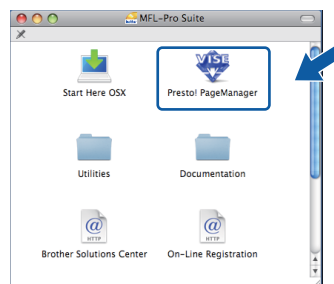 MFL-Pro Suite
VISE
Start Here OSX
Presto! PageManager
Utilities
Documentation
@
HTTP
@
HTTP
Brother Solutions Center
On-Line Registration